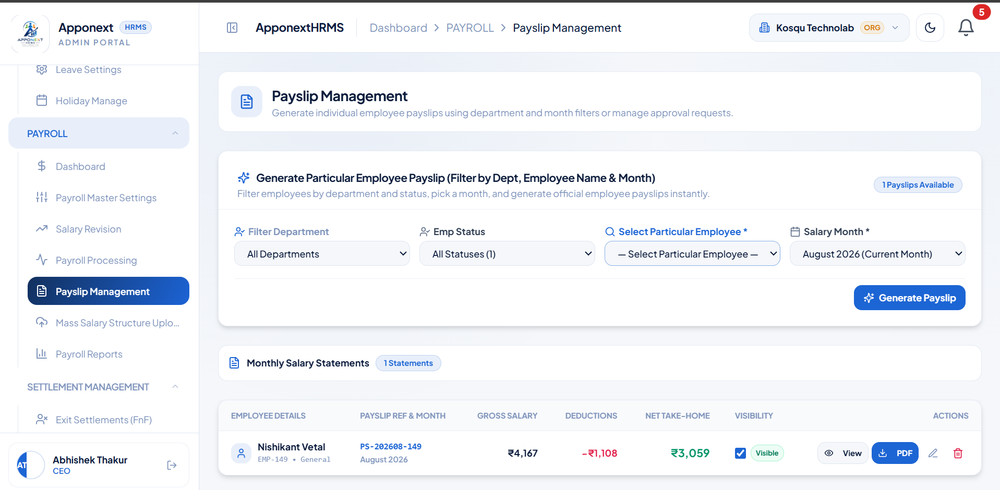 Apponext HRMS
ADMIN PORTAL
Leave Settings
Holiday Manage
PAYROLL
Dashboard
Payroll Master Settings
Salary Revision
Payroll Processing
Payslip Management
Mass Salary Structure Uplo...
Payroll Reports
SETTLEMENT MANAGEMENT
Exit Settlements (FnF)
AT
Abhishek Thakur
CEO
ApponextHRMS
Dashboard > PAYROLL > Payslip Management
Kosqu Technolab ORG
5
Payslip Management
Generate individual employee payslips using department and month filters or manage approval requests.
Generate Particular Employee Payslip (Filter by Dept, Employee Name & Month)
Filter employees by department and status, pick a month, and generate official employee payslips instantly.
1 Payslips Available
Filter Department
All Departments
Emp Status
All Statuses (1)
Select Particular Employee *
— Select Particular Employee —
Salary Month *
August 2026 (Current Month)
Generate Payslip
Monthly Salary Statements 1 Statements
EMPLOYEE DETAILS PAYSLIP REF & MONTH GROSS SALARY DEDUCTIONS NET TAKE-HOME VISIBILITY ACTIONS
Nishikant Vetal
EMP-149 • General
PS-202608-149
August 2026
₹4,167
-₹1,108
₹3,059
Visible
View
PDF